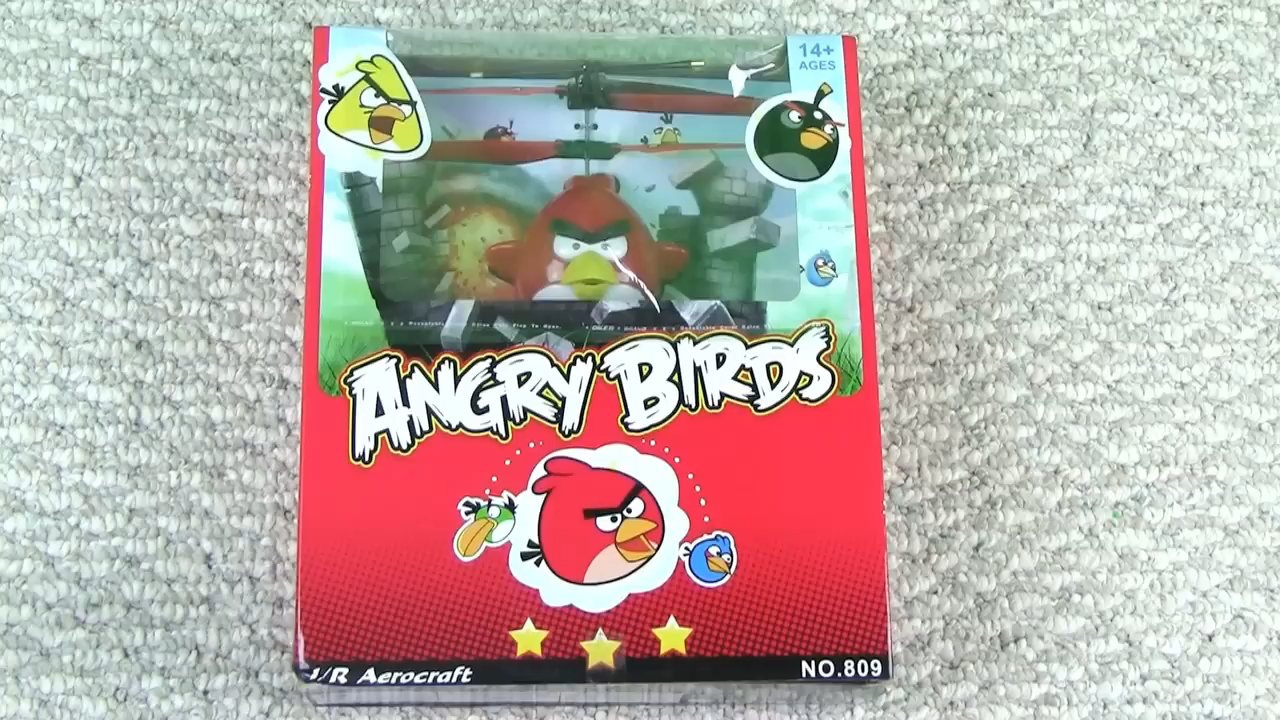 14+
AGES
ANGRY BIRDS
I/R Aerocraft
NO.809